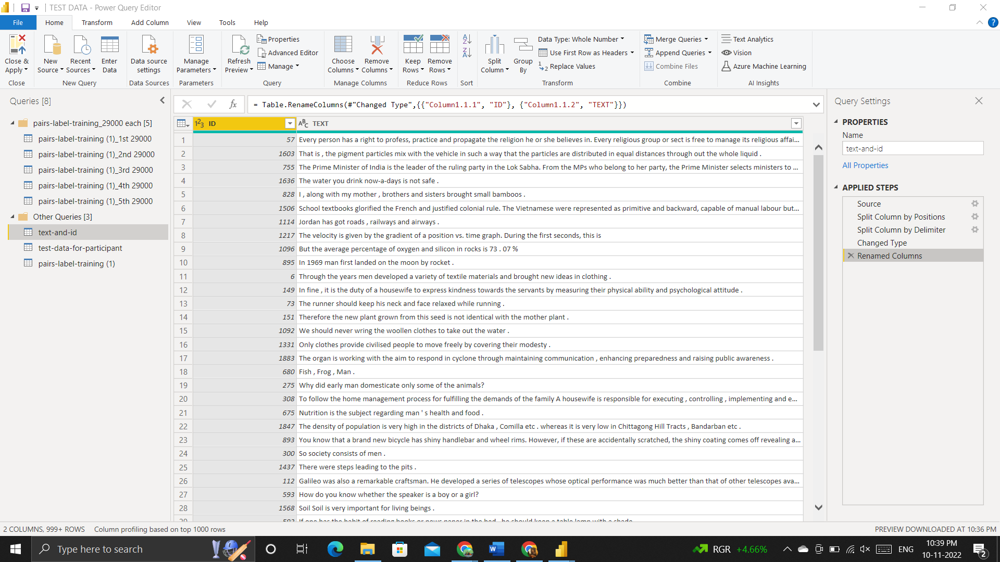 TEST DATA - Power Query Editor
File Home Transform Add Column View Tools Help
Close & Apply
Close
New Source
Recent Sources
Enter Data
New Query
Data source settings
Data Sources
Manage Parameters
Parameters
Refresh Preview
Properties
Advanced Editor
Manage
Query
Choose Columns
Remove Columns
Manage Columns
Keep Rows
Remove Rows
Reduce Rows
Sort
Split Column
Group By
Data Type: Whole Number
Use First Row as Headers
Replace Values
Transform
Merge Queries
Append Queries
Combine Files
Combine
Text Analytics
Vision
Azure Machine Learning
AI Insights
Queries [8]
pairs-label-training_29000 each [5]
pairs-label-training (1)_1st 29000
pairs-label-training (1)_2nd 29000
pairs-label-training (1)_3rd 29000
pairs-label-training (1)_4th 29000
pairs-label-training (1)_5th 29000
Other Queries [3]
text-and-id
test-data-for-participant
pairs-label-training (1)
fx = Table.RenameColumns(#"Changed Type",{{"Column1.1.1", "ID"}, {"Column1.1.2", "TEXT"}})
123 ID ABC TEXT
1 57 Every person has a right to profess, practice and propagate the religion he or she believes in. Every religious group or sect is free to manage its religious affai...
2 1603 That is , the pigment particles mix with the vehicle in such a way that the particles are distributed in equal distances through out the whole liquid .
3 755 The Prime Minister of India is the leader of the ruling party in the Lok Sabha. From the MPs who belong to her party, the Prime Minister selects ministers to ...
4 1636 The water you drink now-a-days is not safe .
5 828 I , along with my mother , brothers and sisters brought small bamboos .
6 1506 School textbooks glorified the French and justified colonial rule. The Vietnamese were represented as primitive and backward, capable of manual labour but...
7 1114 Jordan has got roads , railways and airways .
8 1217 The velocity is given by the gradient of a position vs. time graph. During the first seconds, this is
9 1096 But the average percentage of oxygen and silicon in rocks is 73 . 07 %
10 895 In 1969 man first landed on the moon by rocket .
11 6 Through the years men developed a variety of textile materials and brought new ideas in clothing .
12 149 In fine , it is the duty of a housewife to express kindness towards the servants by measuring their physical ability and psychological attitude .
13 73 The runner should keep his neck and face relaxed while running .
14 151 Therefore the new plant grown from this seed is not identical with the mother plant .
15 1092 We should never wring the woollen clothes to take out the water .
16 1331 Only clothes provide civilised people to move freely by covering their modesty .
17 1883 The organ is working with the aim to respond in cyclone through maintaining communication , enhancing preparedness and raising public awareness .
18 680 Fish , Frog , Man .
19 275 Why did early man domesticate only some of the animals?
20 308 To follow the home management process for fulfilling the demands of the family A housewife is responsible for executing , controlling , implementing and e...
21 675 Nutrition is the subject regarding man ' s health and food .
22 1847 The density of population is very high in the districts of Dhaka , Comilla etc . whereas it is very low in Chittagong Hill Tracts , Bandarban etc .
23 893 You know that a brand new bicycle has shiny handlebar and wheel rims. However, if these are accidentally scratched, the shiny coating comes off revealing a...
24 300 So society consists of men .
25 1437 There were steps leading to the pits .
26 112 Galileo was also a remarkable craftsman. He developed a series of telescopes whose optical performance was much better than that of other telescopes ava...
27 593 How do you know whether the speaker is a boy or a girl?
28 1568 Soil Soil is very important for living beings .
29 592 If one has the habit of reading books or news paper in the bed , he should keep a table lamp with a shade
Query Settings
PROPERTIES
Name
text-and-id
All Properties
APPLIED STEPS
Source
Split Column by Positions
Split Column by Delimiter
Changed Type
Renamed Columns
2 COLUMNS, 999+ ROWS Column profiling based on top 1000 rows
PREVIEW DOWNLOADED AT 10:36 PM
Type here to search
RGR +4.66%
ENG
10:39 PM
10-11-2022
2